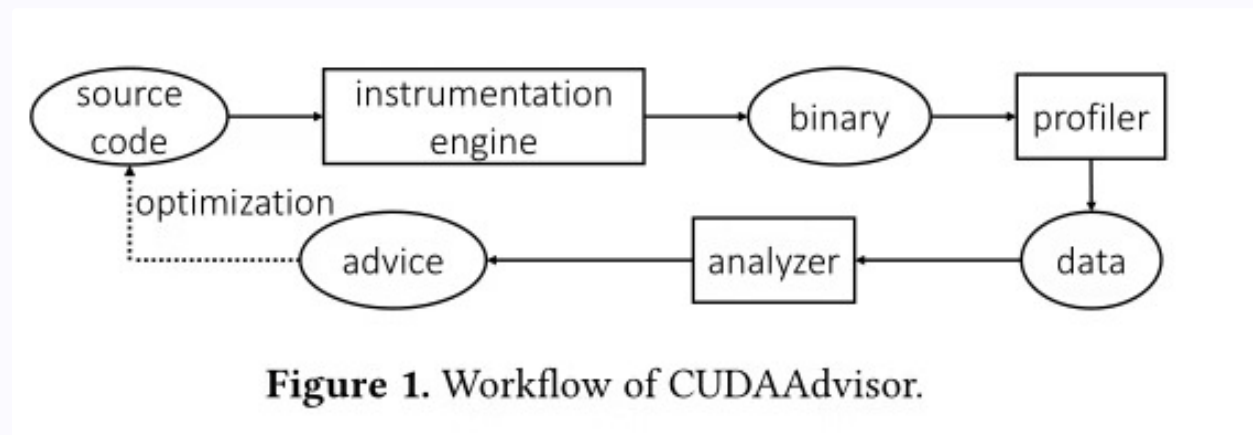 source
code
instrumentation
engine
binary
profiler
optimization
advice
analyzer
data
Figure 1. Workflow of CUDAAdvisor.